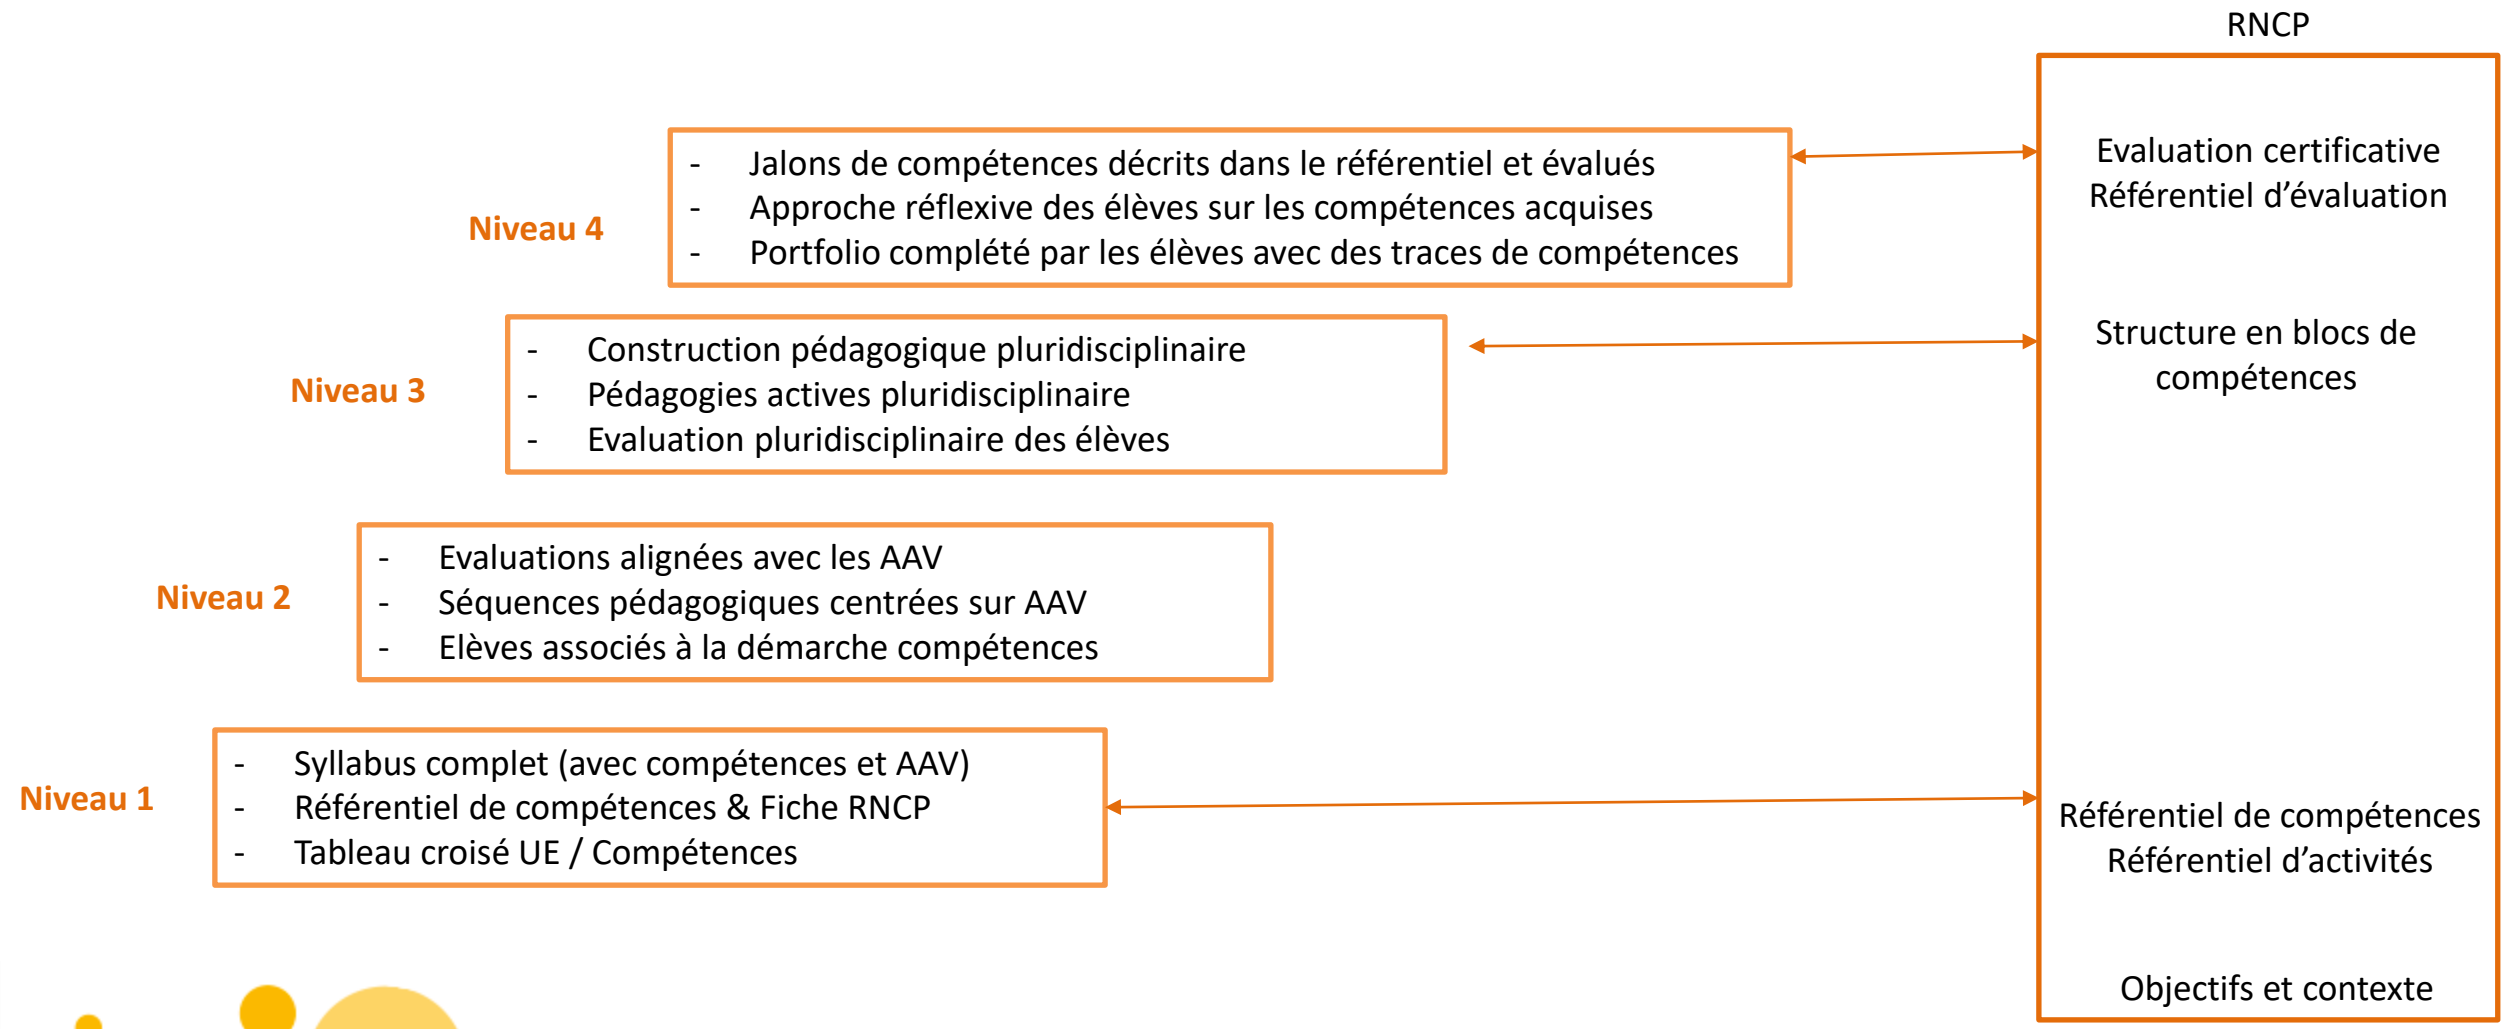 RNCP
Niveau 4
- Jalons de compétences décrits dans le référentiel et évalués
- Approche réflexive des élèves sur les compétences acquises
- Portfolio complété par les élèves avec des traces de compétences
Evaluation certificative
Référentiel d’évaluation
Niveau 3
- Construction pédagogique pluridisciplinaire
- Pédagogies actives pluridisciplinaire
- Evaluation pluridisciplinaire des élèves
Structure en blocs de
compétences
Niveau 2
- Evaluations alignées avec les AAV
- Séquences pédagogiques centrées sur AAV
- Elèves associés à la démarche compétences
Niveau 1
- Syllabus complet (avec compétences et AAV)
- Référentiel de compétences & Fiche RNCP
- Tableau croisé UE / Compétences
Référentiel de compétences
Référentiel d’activités
Objectifs et contexte